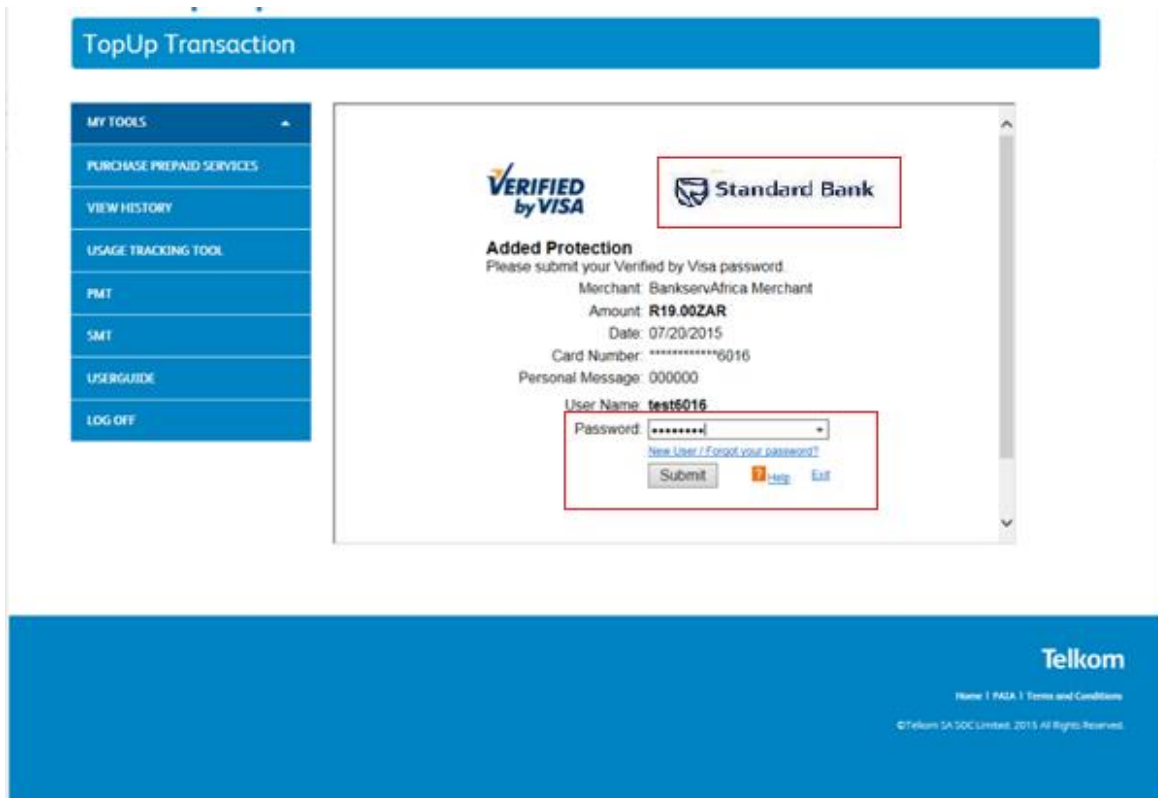 TopUp Transaction
MY TOOLS
PURCHASE PREPAID SERVICES
VIEW HISTORY
USAGE TRACKING TOOL
PMT
SMT
USERGUIDE
LOG OFF
VERIFIED
by VISA
Standard Bank
Added Protection
Please submit your Verified by Visa password.
Merchant: BankservAfrica Merchant
Amount: R19.00ZAR
Date: 07/20/2015
Card Number: ************6016
Personal Message: 000000
User Name: test6016
Password: ••••••••
New User / Forgot your password?
Submit ? Help Exit
Telkom
Home | PAIA | Terms and Conditions
©Telkom SA SOC Limited. 2015 All Rights Reserved.